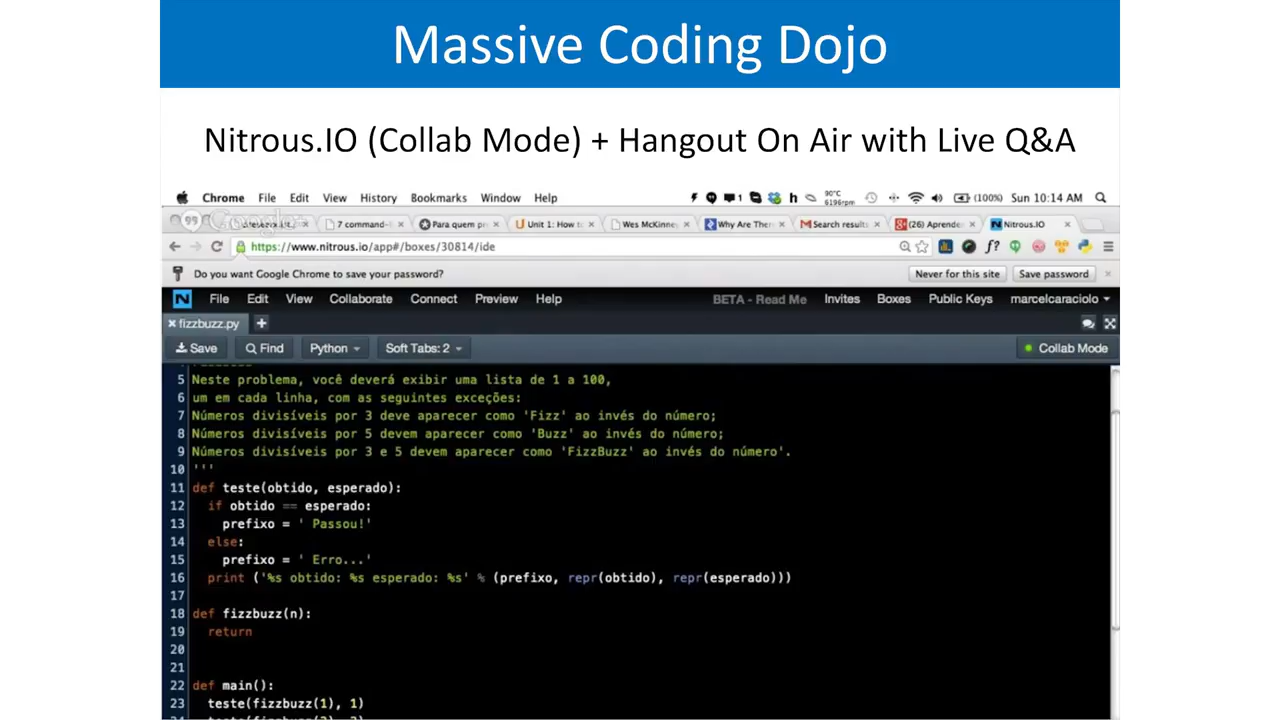 Massive Coding Dojo
Nitrous.IO (Collab Mode) + Hangout On Air with Live Q&A
Chrome File Edit View History Bookmarks Window Help 1 h 90°C 6196rpm (100%) Sun 10:14 AM
99 Google+ 7 command- Para quem pr Unit 1: How to Wes McKinne Why Are Ther Search results (26) Aprende Nitrous.IO
https://www.nitrous.io/app#/boxes/30814/ide f?
Do you want Google Chrome to save your password? Never for this site Save password
N File Edit View Collaborate Connect Preview Help BETA - Read Me Invites Boxes Public Keys marcelcaraciolo
fizzbuzz.py
Save Find Python Soft Tabs: 2 Collab Mode
5 Neste problema, você deverá exibir uma lista de 1 a 100,
6 um em cada linha, com as seguintes exceções:
7 Números divisíveis por 3 deve aparecer como 'Fizz' ao invés do número;
8 Números divisíveis por 5 devem aparecer como 'Buzz' ao invés do número;
9 Números divisíveis por 3 e 5 devem aparecer como 'FizzBuzz' ao invés do número'.
10 '''
11 def teste(obtido, esperado):
12 if obtido == esperado:
13 prefixo = ' Passou!'
14 else:
15 prefixo = ' Erro...'
16 print ('%s obtido: %s esperado: %s' % (prefixo, repr(obtido), repr(esperado)))
17
18 def fizzbuzz(n):
19 return
20
21
22 def main():
23 teste(fizzbuzz(1), 1)